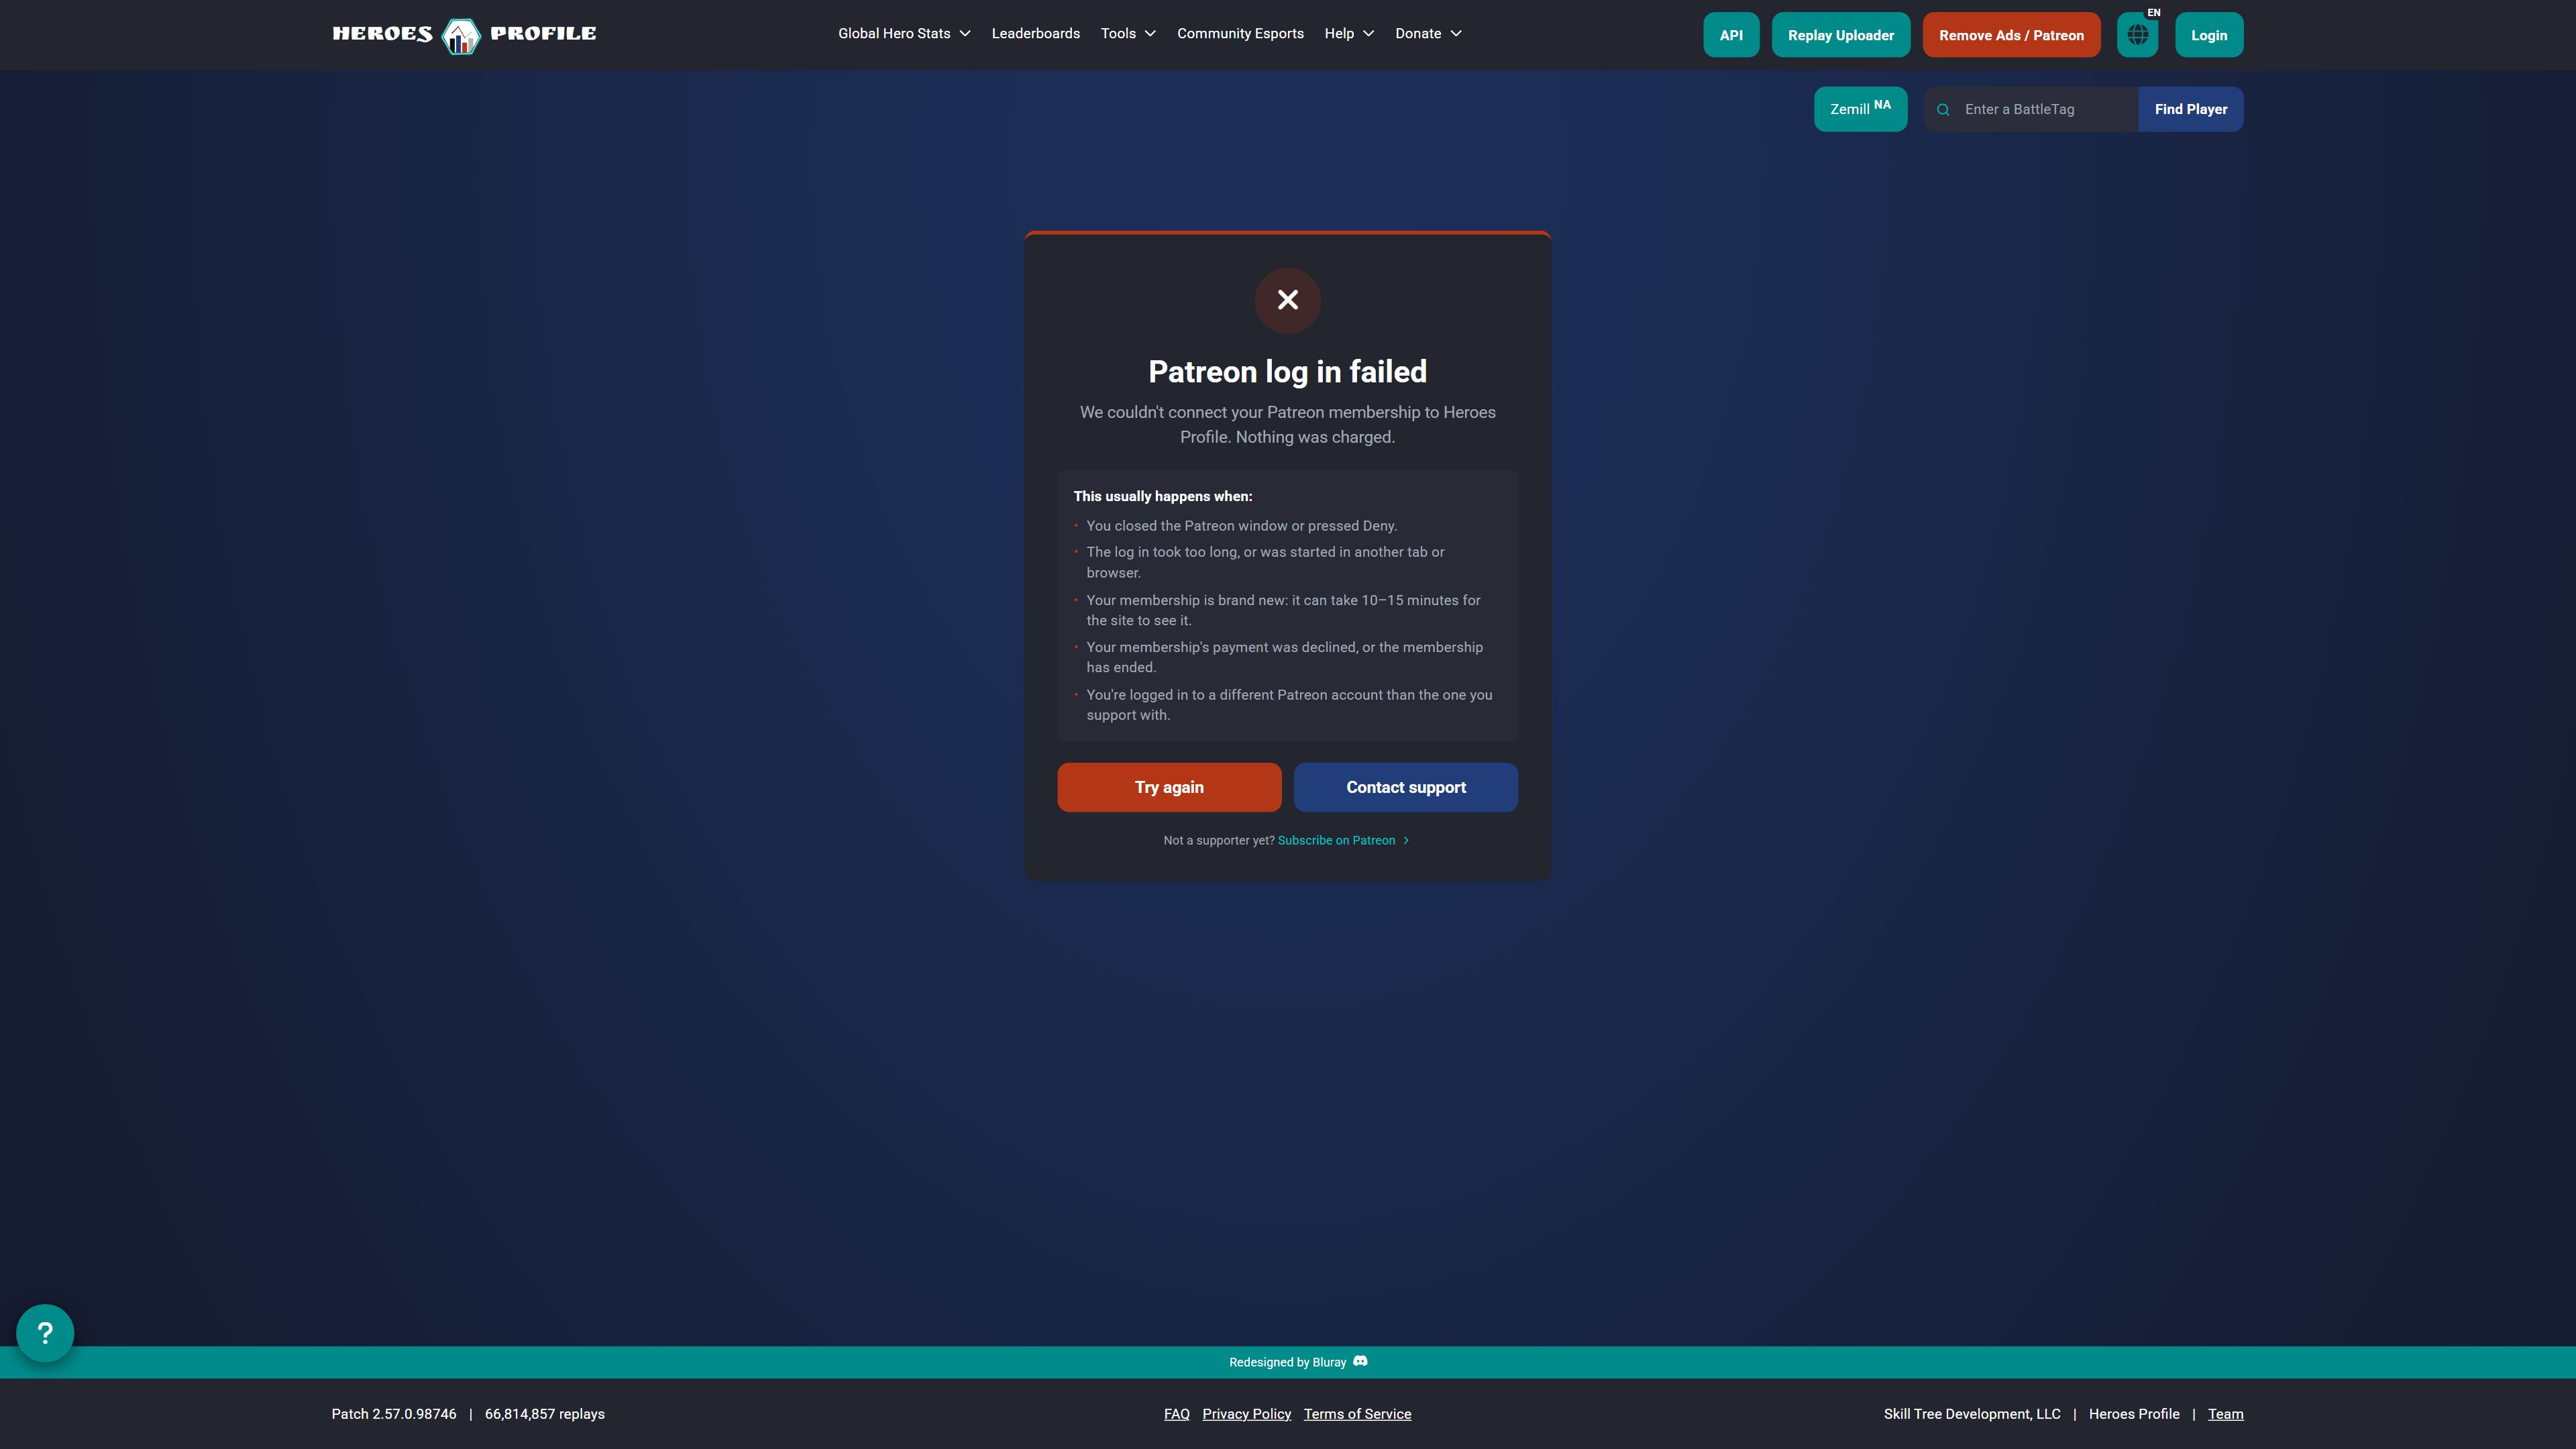 HEROES PROFILE
Global Hero Stats
Leaderboards
Tools
Community Esports
Help
Donate
API
Replay Uploader
Remove Ads / Patreon
EN
Login
Zemill NA
Enter a BattleTag
Find Player
Patreon log in failed
We couldn't connect your Patreon membership to Heroes
Profile. Nothing was charged.
This usually happens when:
• You closed the Patreon window or pressed Deny.
• The log in took too long, or was started in another tab or
browser.
• Your membership is brand new: it can take 10–15 minutes for
the site to see it.
• Your membership's payment was declined, or the membership
has ended.
• You're logged in to a different Patreon account than the one you
support with.
Try again
Contact support
Not a supporter yet? Subscribe on Patreon
?
Redesigned by Bluray
Patch 2.57.0.98746 | 66,814,857 replays
FAQ Privacy Policy Terms of Service
Skill Tree Development, LLC | Heroes Profile | Team